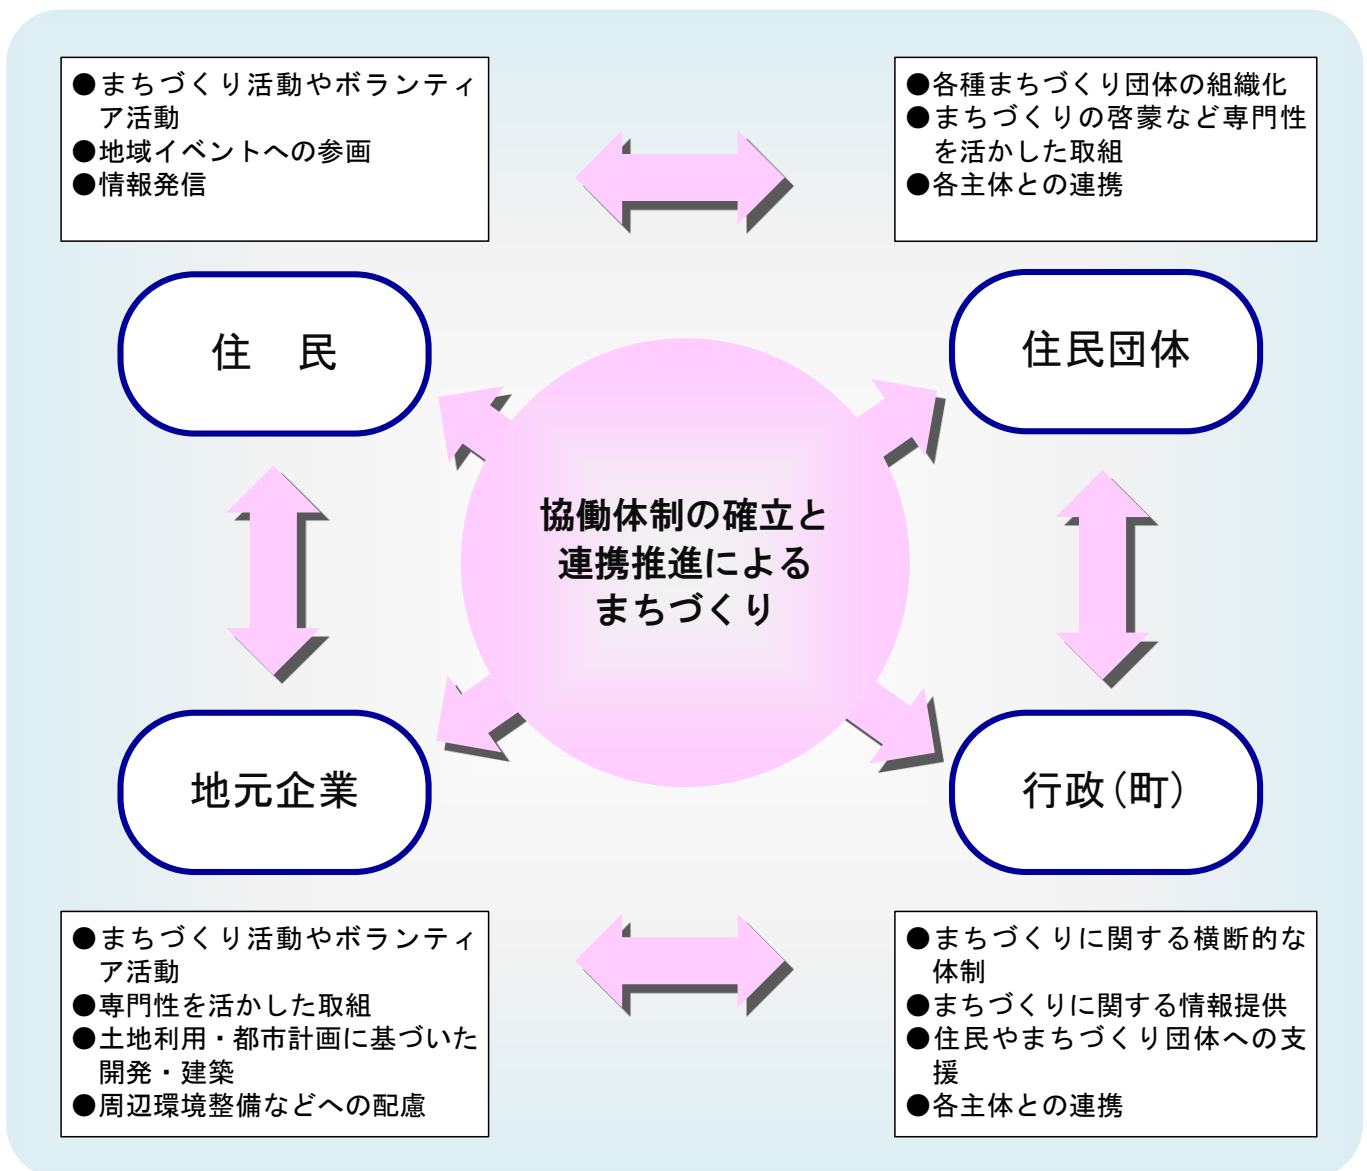 ●まちづくり活動やボランティ
ア活動
●地域イベントへの参画
●情報発信
●各種まちづくり団体の組織化
●まちづくりの啓蒙など専門性
を活かした取組
●各主体との連携
住　民
住民団体
協働体制の確立と
連携推進による
まちづくり
地元企業
行政(町)
●まちづくり活動やボランティ
ア活動
●専門性を活かした取組
●土地利用・都市計画に基づいた
開発・建築
●周辺環境整備などへの配慮
●まちづくりに関する横断的な
体制
●まちづくりに関する情報提供
●住民やまちづくり団体への支
援
●各主体との連携